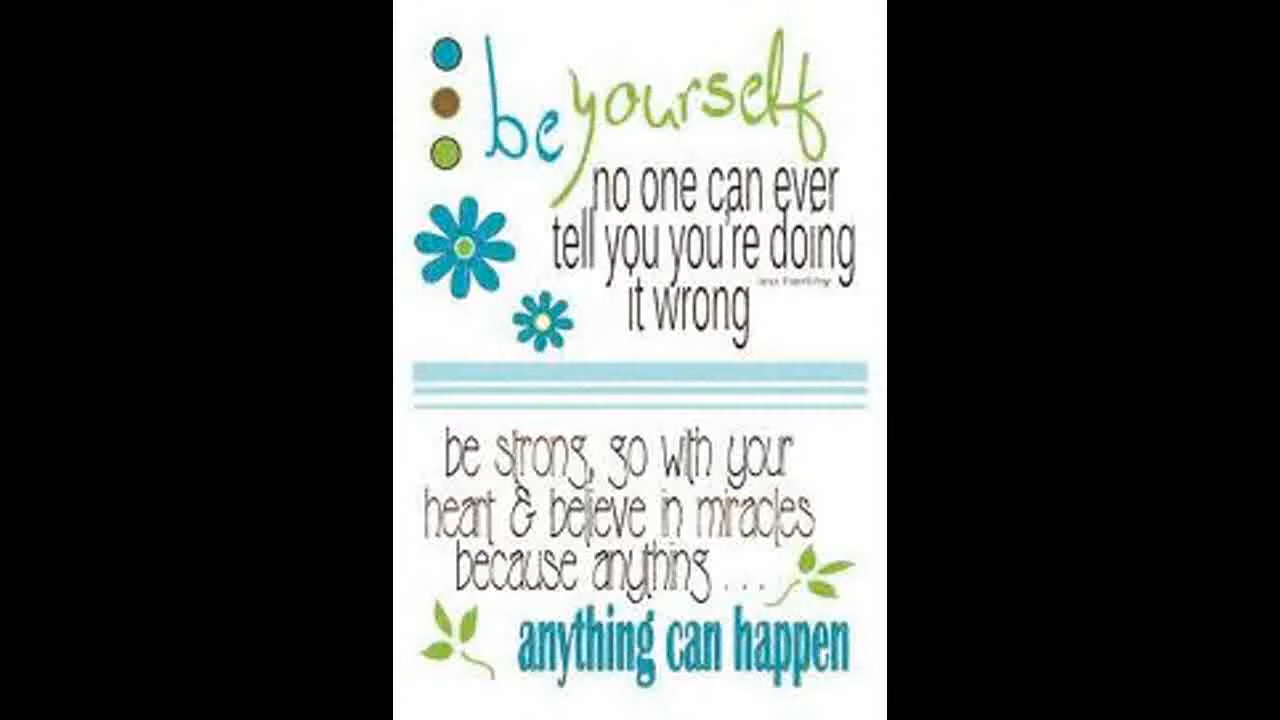 be yourself
no one can ever
tell you you're doing
it wrong
be strong, go with your
heart & believe in miracles
because anything . . .
anything can happen